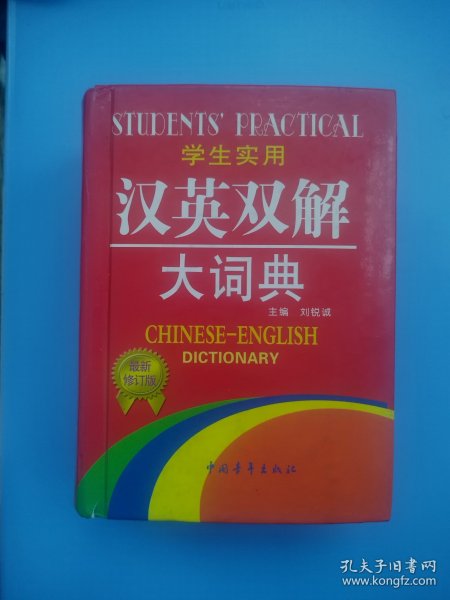 STUDENTS' PRACTICAL
学生实用
汉英双解
大词典
主编 刘锐诚
CHINESE-ENGLISH
DICTIONARY
最新
修订版
中国青年出版社
孔夫子旧书网
www.kongfz.com